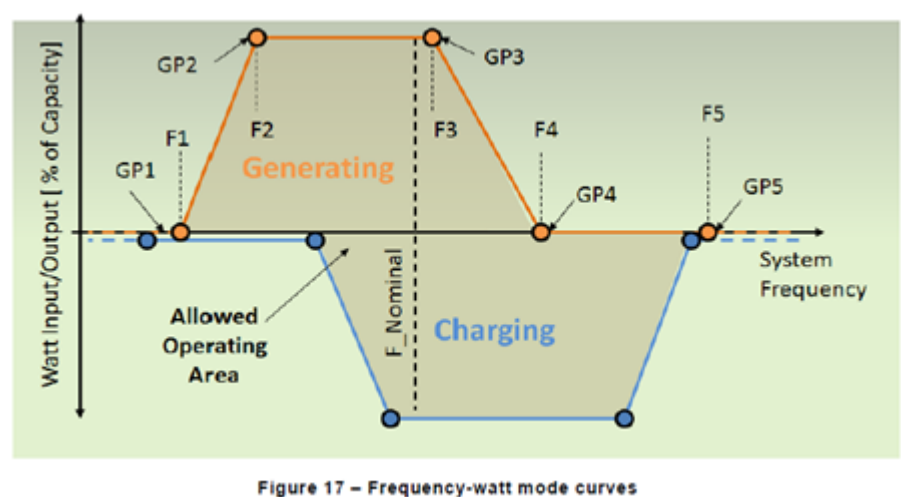 Watt Input/Output [ % of Capacity]
GP2
GP3
F1
F2
F3
F4
F5
GP1
Generating
GP4
GP5
System
Frequency
F_Nominal
Allowed
Operating
Area
Charging
Figure 17 – Frequency-watt mode curves